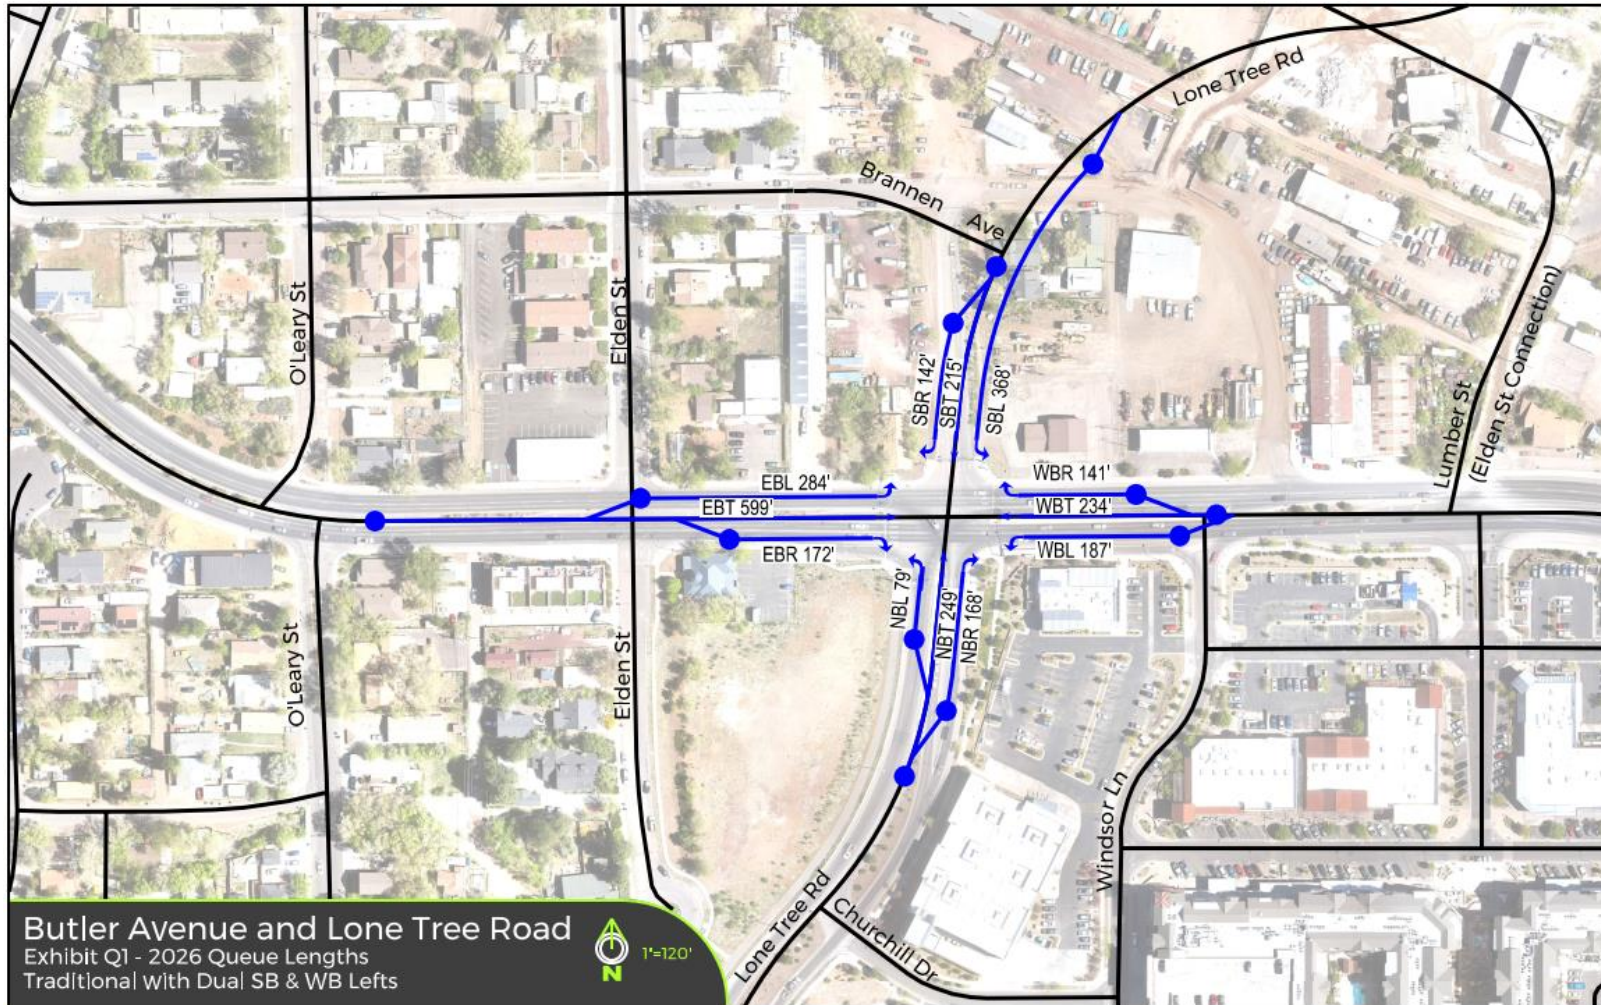 Lone Tree Rd
Brannen Ave
O'Leary St
Elden St
Lumber St
(Elden St Connection)
SBR 142'
SBT 215'
SBL 368'
EBL 284'
EBT 599'
EBR 172'
WBR 141'
WBT 234'
WBL 187'
NBL 79'
NBT 249'
NBR 168'
O'Leary St
Elden St
Windsor Ln
Lone Tree Rd
Churchill Dr
Butler Avenue and Lone Tree Road
Exhibit Q1 - 2026 Queue Lengths
Traditional with Dual SB & WB Lefts
N
1"=120'